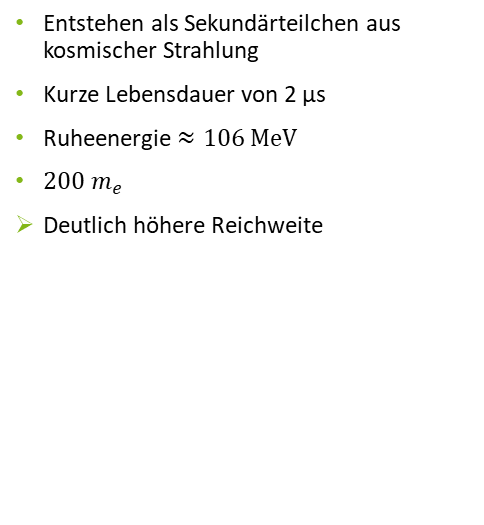 • Entstehen als Sekundärteilchen aus
kosmischer Strahlung
• Kurze Lebensdauer von 2 µs
• Ruheenergie ≈ 106 MeV
• 200 mₑ
➢ Deutlich höhere Reichweite